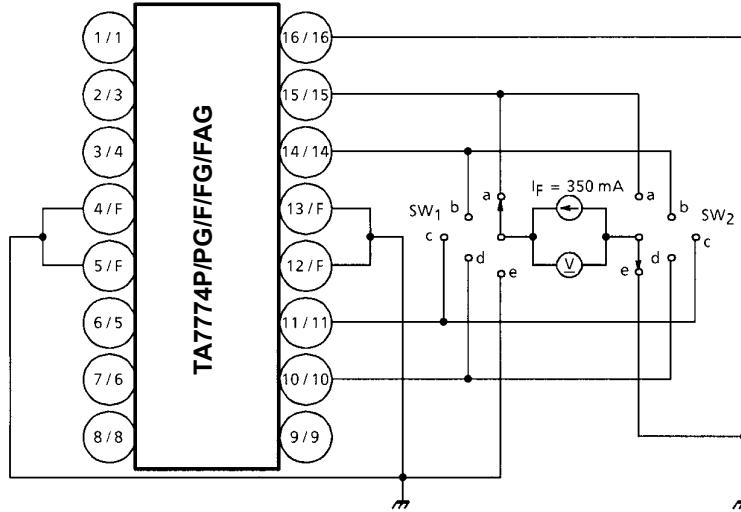 1 / 1
16 / 16
2 / 3
15 / 15
3 / 4
14 / 14
4 / F
13 / F
5 / F
12 / F
6 / 5
11 / 11
7 / 6
10 / 10
8 / 8
9 / 9
TA7774P/PG/F/FG/FAG
SW1
a
b
c
d
e
IF = 350 mA
V
a
b
c
d
e
SW2